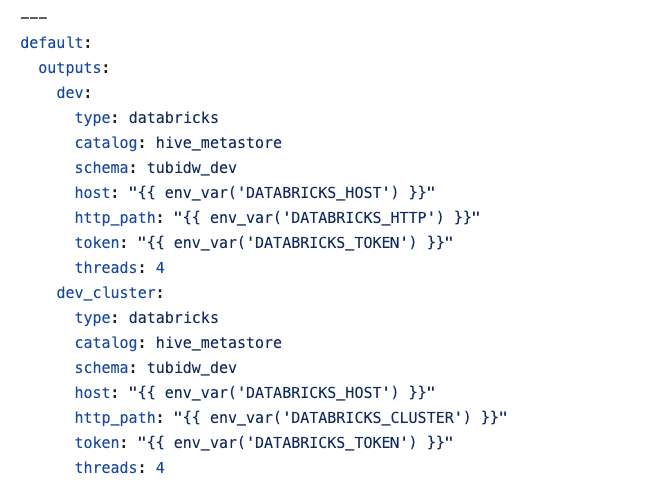 ---
default:
  outputs:
    dev:
      type: databricks
      catalog: hive_metastore
      schema: tubidw_dev
      host: "{{ env_var('DATABRICKS_HOST') }}"
      http_path: "{{ env_var('DATABRICKS_HTTP') }}"
      token: "{{ env_var('DATABRICKS_TOKEN') }}"
      threads: 4
    dev_cluster:
      type: databricks
      catalog: hive_metastore
      schema: tubidw_dev
      host: "{{ env_var('DATABRICKS_HOST') }}"
      http_path: "{{ env_var('DATABRICKS_CLUSTER') }}"
      token: "{{ env_var('DATABRICKS_TOKEN') }}"
      threads: 4